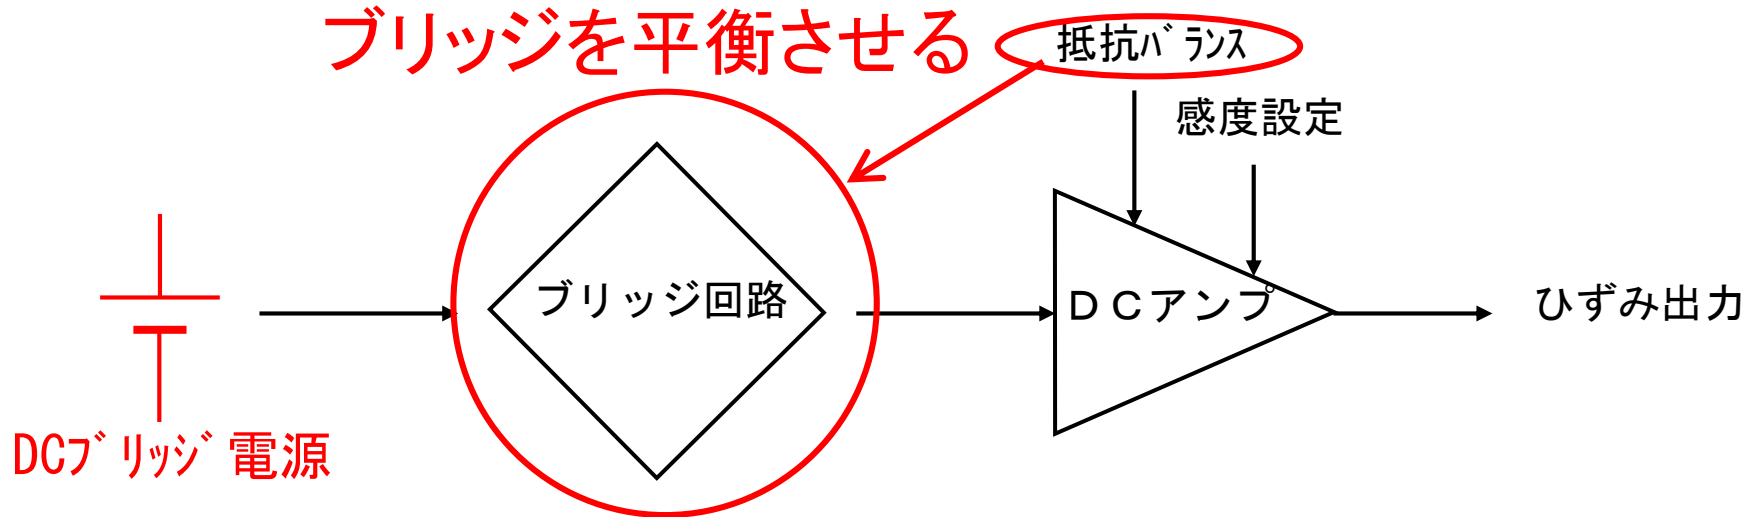 ブリッジを平衡させる
抵抗ﾊﾞﾗﾝｽ
感度設定
ブリッジ回路
ＤＣアンプ
ひずみ出力
DCﾌﾞﾘｯｼﾞ電源